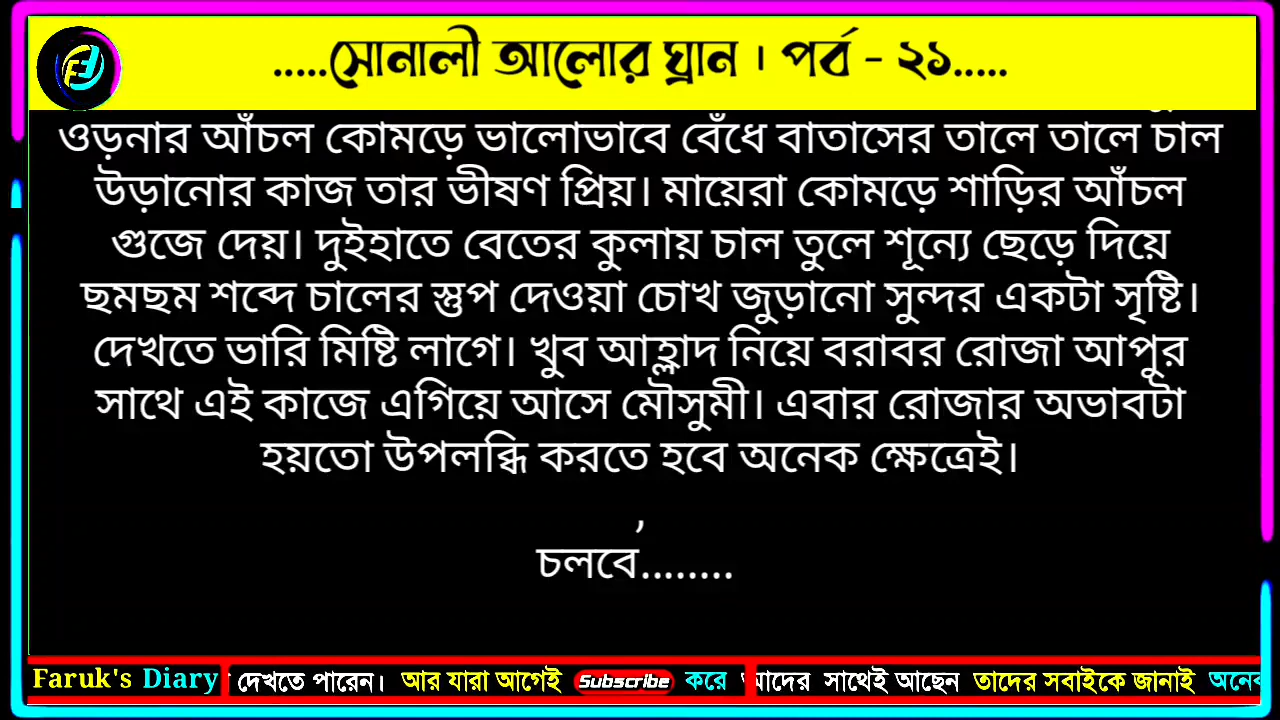 .....সোনালী আলোর ঘ্রান । পর্ব - ২১.....
ওড়নার আঁচল কোমড়ে ভালোভাবে বেঁধে বাতাসের তালে তালে চাল
উড়ানোর কাজ তার ভীষণ প্রিয়। মায়েরা কোমড়ে শাড়ির আঁচল
গুজে দেয়। দুইহাতে বেতের কুলায় চাল তুলে শূন্যে ছেড়ে দিয়ে
ছমছম শব্দে চালের স্তুপ দেওয়া চোখ জুড়ানো সুন্দর একটা সৃষ্টি।
দেখতে ভারি মিষ্টি লাগে। খুব আহ্লাদ নিয়ে বরাবর রোজা আপুর
সাথে এই কাজে এগিয়ে আসে মৌসুমী। এবার রোজার অভাবটা
হয়তো উপলব্ধি করতে হবে অনেক ক্ষেত্রেই।
,
চলবে........
Faruk's Diary দেখতে পারেন। আর যারা আগেই Subscribe করে সাথেই আছেন তাদের সবাইকে জানাই